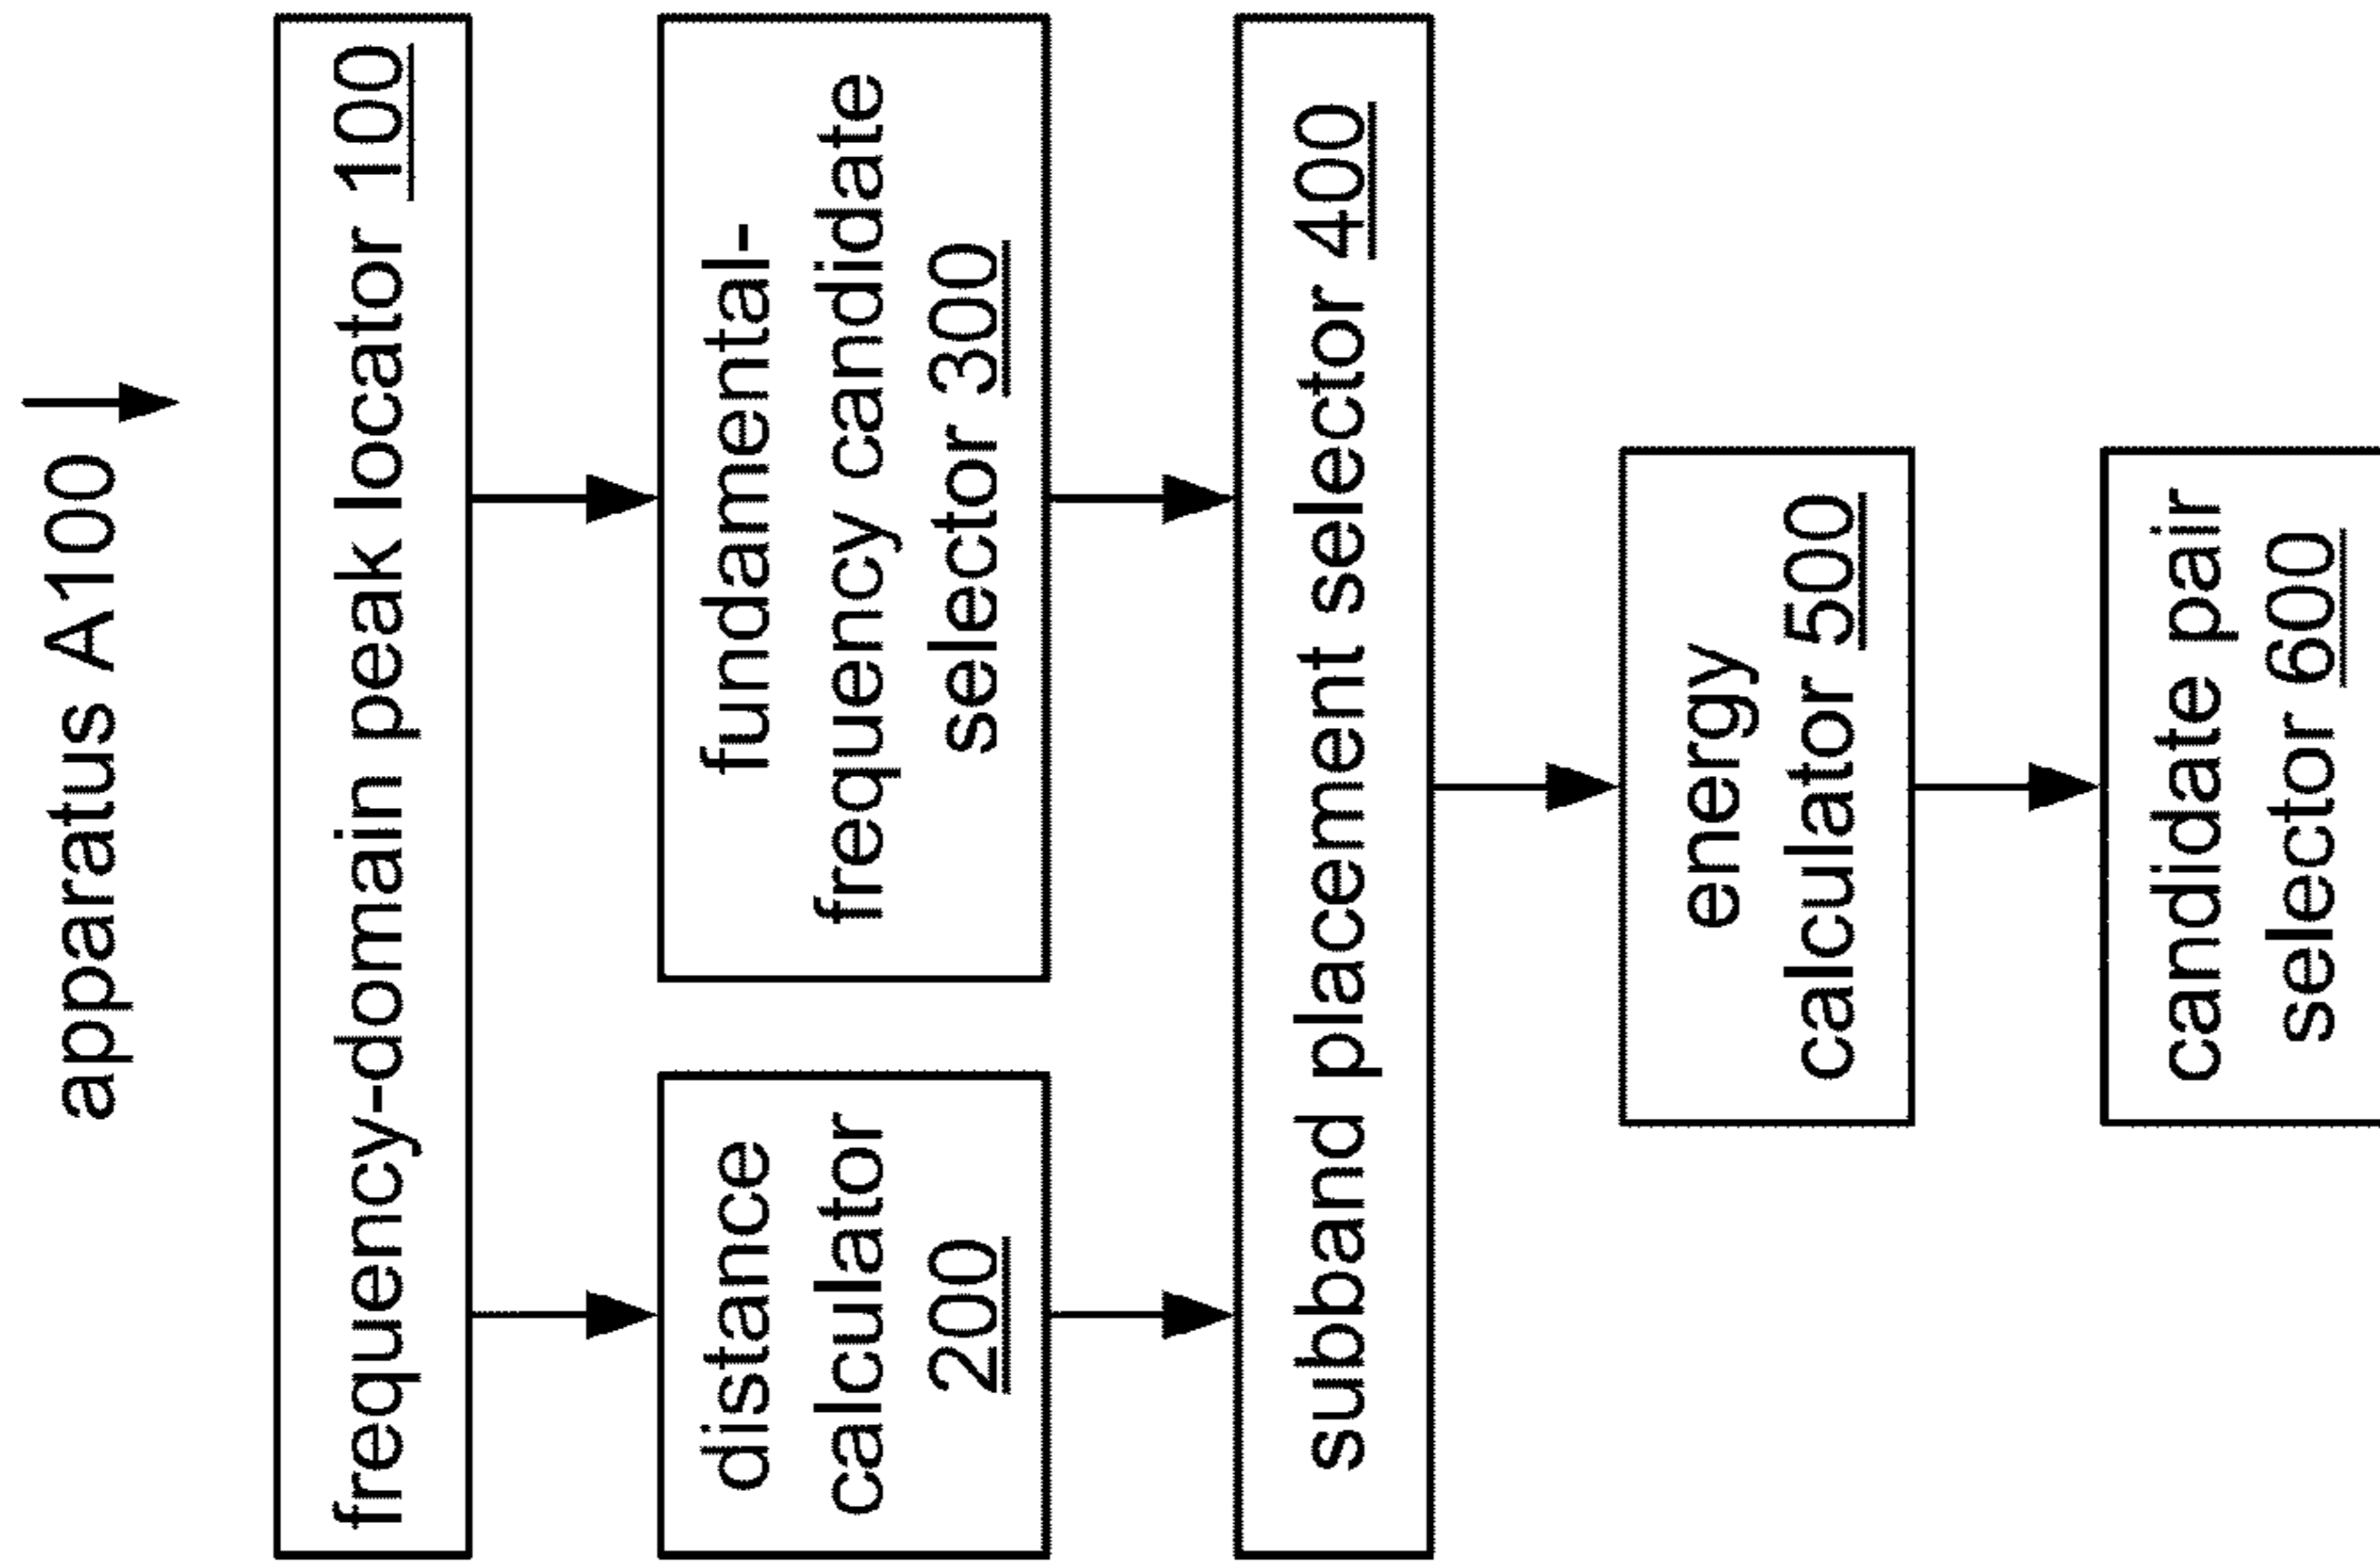 apparatus A100
frequency-domain peak locator 100
distance
calculator
200
fundamental-
frequency candidate
selector 300
subband placement selector 400
energy
calculator 500
candidate pair
selector 600